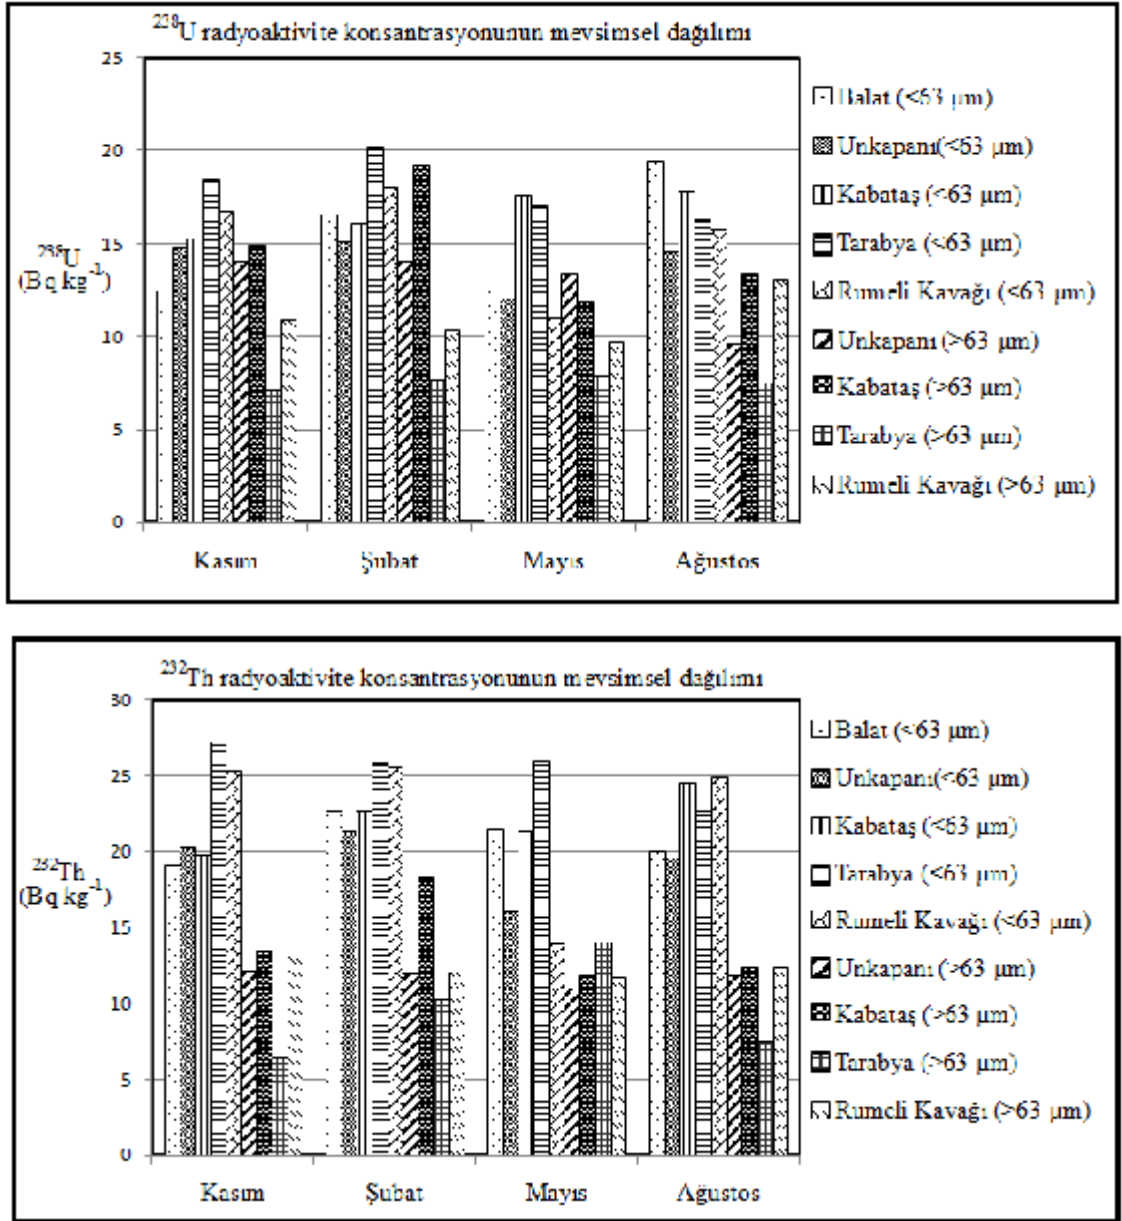 ²³⁸U radyoaktivite konsantrasyonunun mevsimsel dağılımı
25
20
15
10
5
0
²³⁸U
(Bq kg⁻¹)
Kasım Şubat Mayıs Ağustos
Balat (<63 µm)
Unkapanı(<63 µm)
Kabataş (<63 µm)
Tarabya (<63 µm)
Rumeli Kavağı (<63 µm)
Unkapanı (>63 µm)
Kabataş (>63 µm)
Tarabya (>63 µm)
Rumeli Kavağı (>63 µm)
²³²Th radyoaktivite konsantrasyonunun mevsimsel dağılımı
30
25
20
15
10
5
0
²³²Th
(Bq kg⁻¹)
Kasım Şubat Mayıs Ağustos
Balat (<63 µm)
Unkapanı(<63 µm)
Kabataş (<63 µm)
Tarabya (<63 µm)
Rumeli Kavağı (<63 µm)
Unkapanı (>63 µm)
Kabataş (>63 µm)
Tarabya (>63 µm)
Rumeli Kavağı (>63 µm)